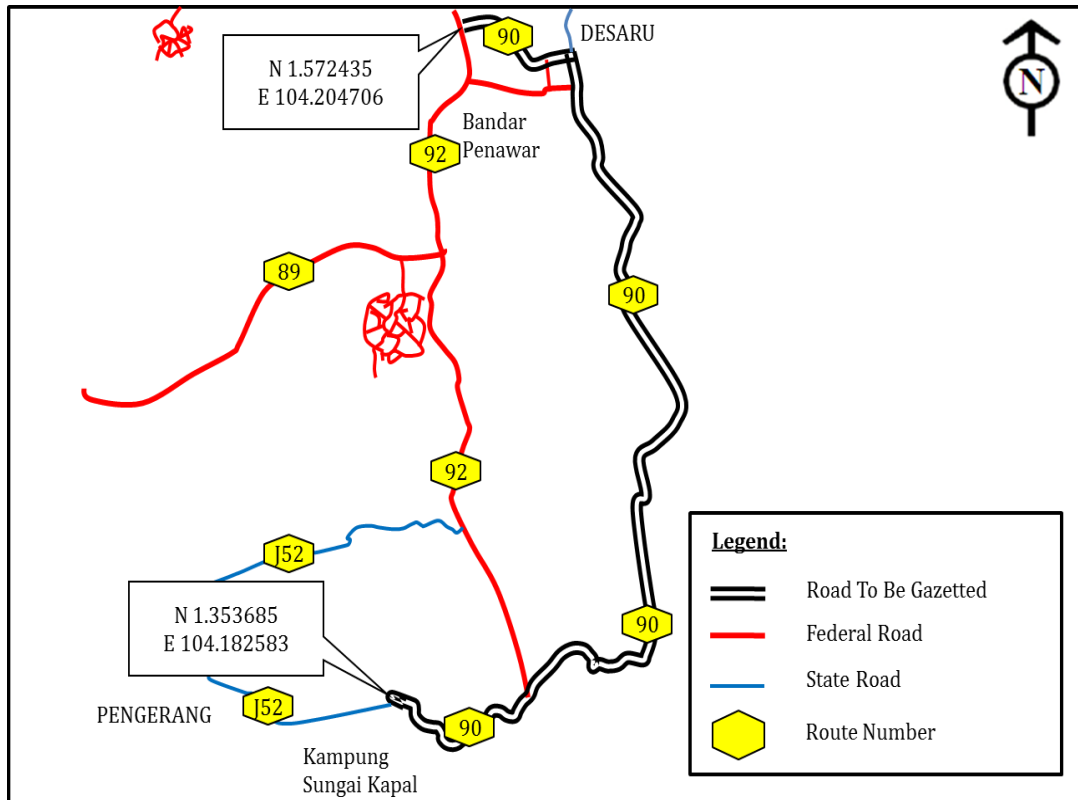 90
DESARU
N 1.572435
E 104.204706
N
Bandar
Penawar
92
89
90
92
J52
N 1.353685
E 104.182583
90
PENGERANG
J52
90
Kampung
Sungai Kapal
Legend:
Road To Be Gazetted
Federal Road
State Road
Route Number